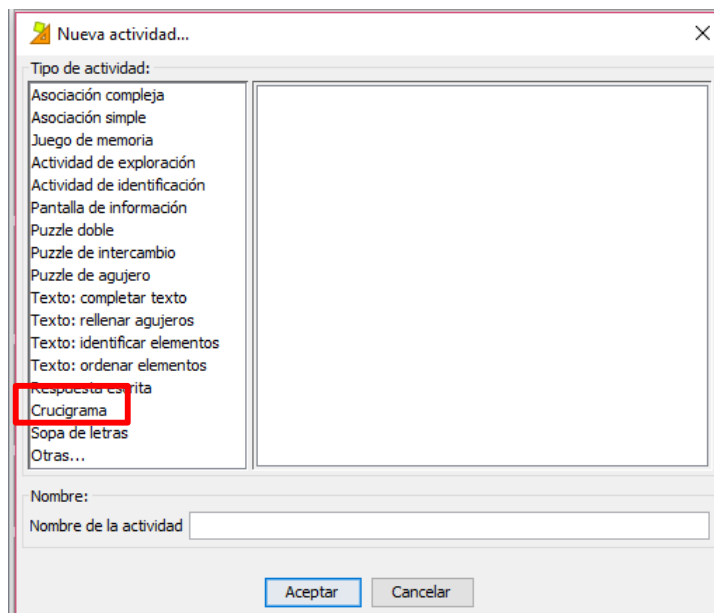 Nueva actividad...
Tipo de actividad:
Asociación compleja
Asociación simple
Juego de memoria
Actividad de exploración
Actividad de identificación
Pantalla de información
Puzzle doble
Puzzle de intercambio
Puzzle de agujero
Texto: completar texto
Texto: rellenar agujeros
Texto: identificar elementos
Texto: ordenar elementos
Respuesta escrita
Crucigrama
Sopa de letras
Otras...
Nombre:
Nombre de la actividad
Aceptar Cancelar